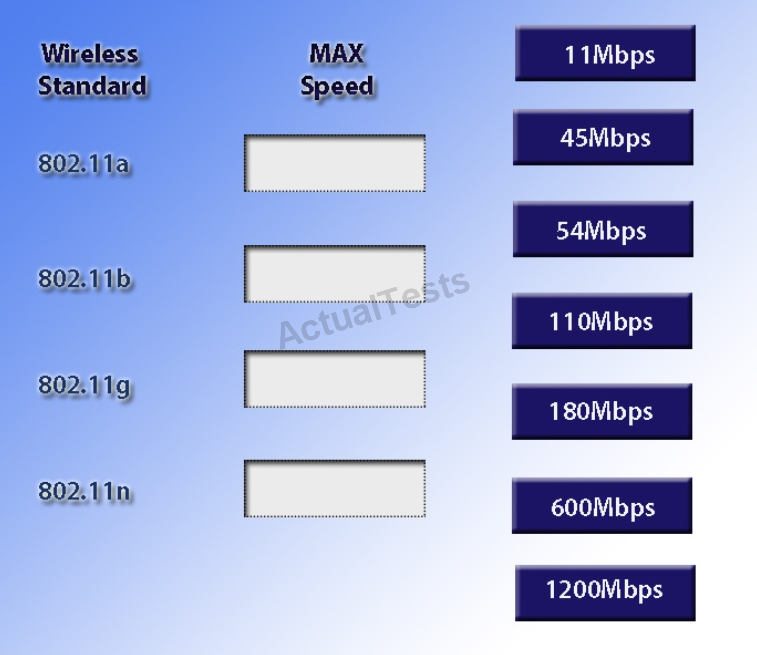 Wireless
Standard
MAX
Speed
802.11a
802.11b
802.11g
802.11n
11Mbps
45Mbps
54Mbps
110Mbps
180Mbps
600Mbps
1200Mbps
ActualTests